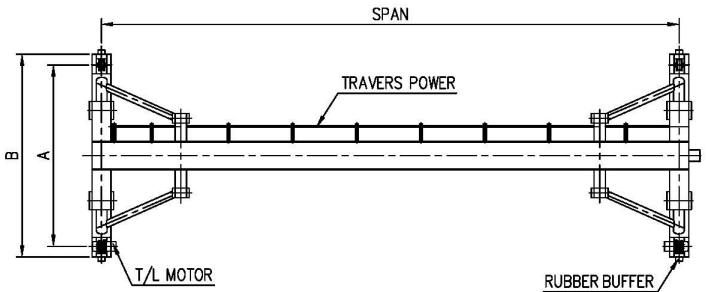 SPAN
TRAVERS POWER
B
A
T/L MOTOR
RUBBER BUFFER